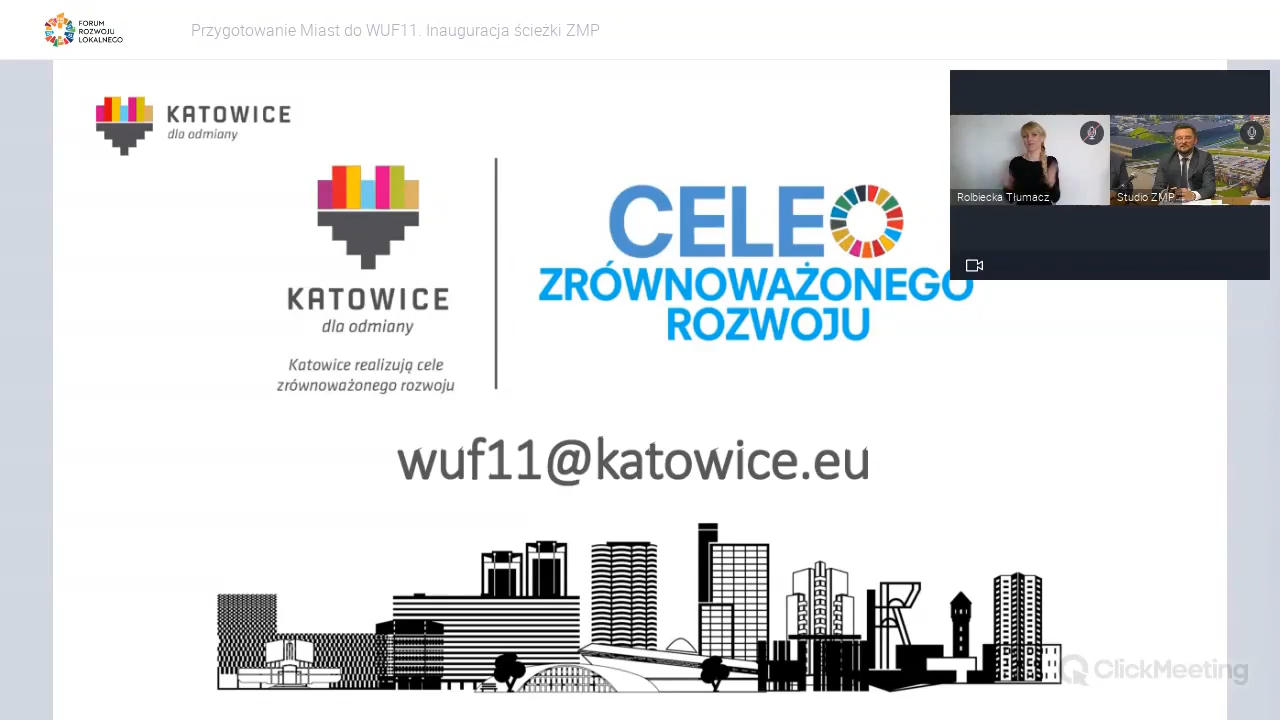 FORUM
ROZWOJU
LOKALNEGO
Przygotowanie Miast do WUF11. Inauguracja ścieżki ZMP
KATOWICE
dla odmiany
KATOWICE
dla odmiany
Katowice realizują cele
zrównoważonego rozwoju
CELE
ZRÓWNOWAŻONEGO
ROZWOJU
Rolbiecka Tłumacz
Studio ZMP
wuf11@katowice.eu
ClickMeeting